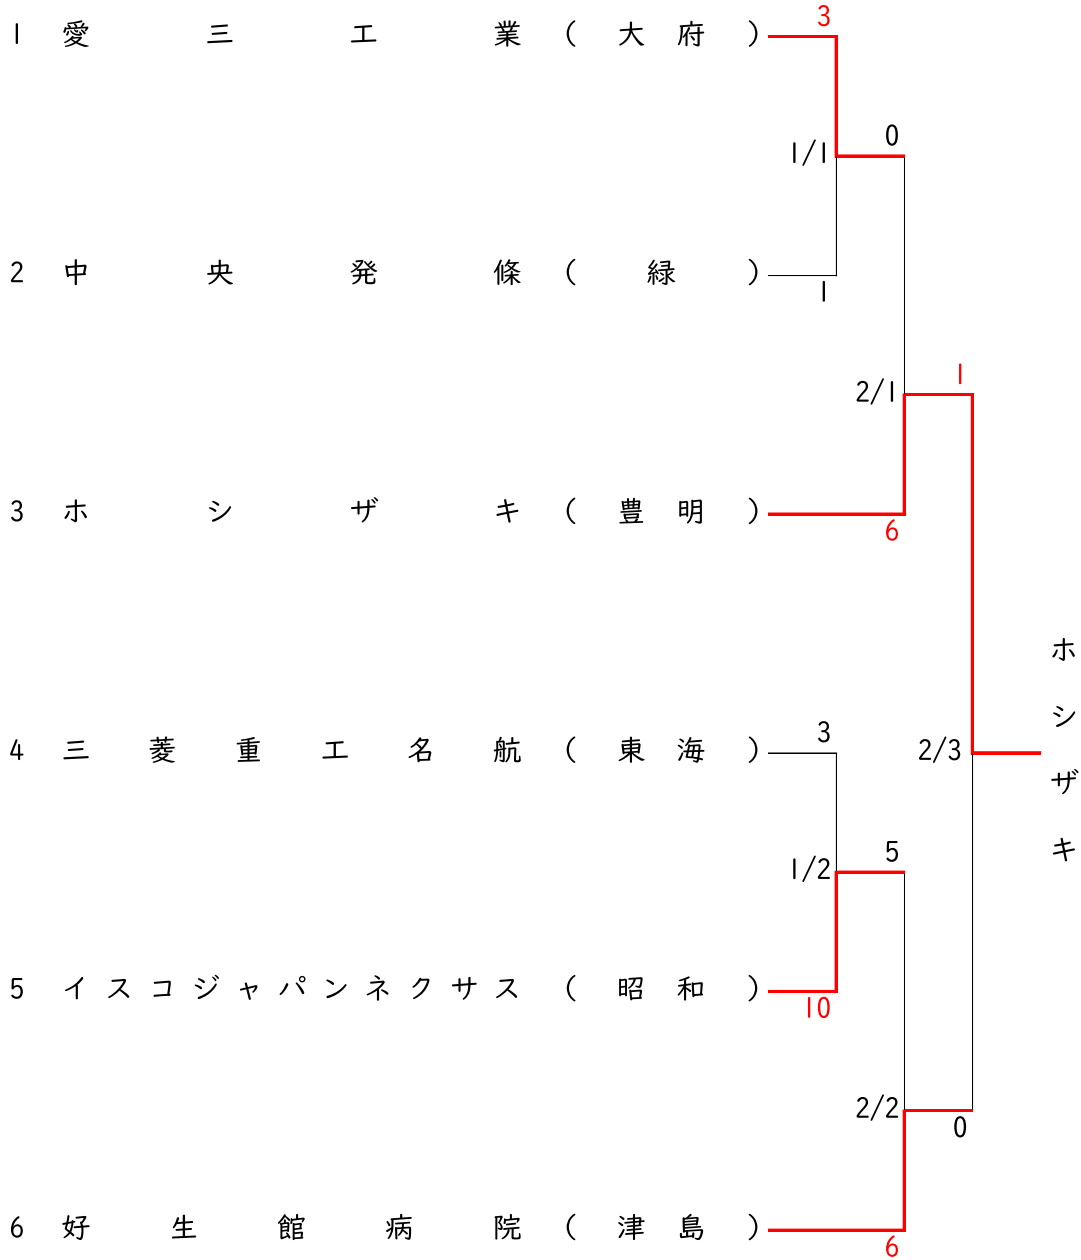 1 愛三工業(大府)
3
0
1/1
2 中央発條(緑)
1
1
2/1
3 ホシザキ(豊明)
6
ホシザキ
4 三菱重工名航(東海)
3
2/3
5
1/2
5 イスコジャパンネクサス(昭和)
10
2/2
0
6 好生館病院(津島)
6